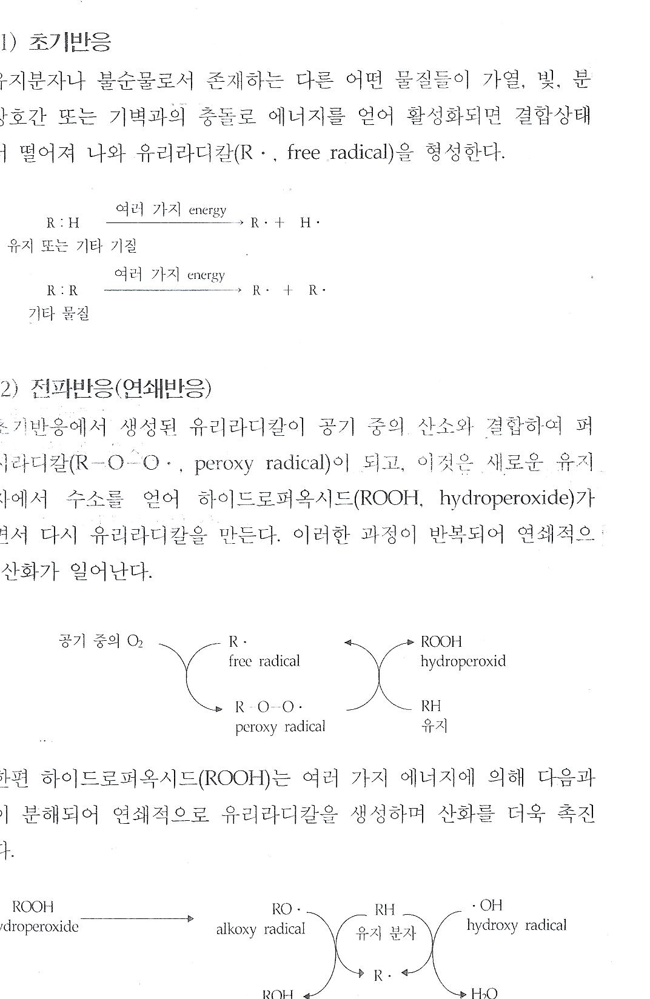 1) 초기반응
유지분자나 불순물로서 존재하는 다른 어떤 물질들이 가열, 빛, 분
상호간 또는 기벽과의 충돌로 에너지를 얻어 활성화되면 결합상태
서 떨어져 나와 유리라디칼(R ·, free radical)을 형성한다.
여러 가지 energy
R : H → R · + H ·
유지 또는 기타 기질
여러 가지 energy
R : R → R · + R ·
기타 물질
2) 전파반응(연쇄반응)
초기반응에서 생성된 유리라디칼이 공기 중의 산소와 결합하여 퍼
시라디칼(R-O-O ·, peroxy radical)이 되고, 이것은 새로운 유지
자에서 수소를 얻어 하이드로퍼옥시드(ROOH, hydroperoxide)가
면서 다시 유리라디칼을 만든다. 이러한 과정이 반복되어 연쇄적으
산화가 일어난다.
공기 중의 O₂ R · ROOH
free radical hydroperoxid
R-O-O · RH
peroxy radical 유지
한편 하이드로퍼옥시드(ROOH)는 여러 가지 에너지에 의해 다음과
이 분해되어 연쇄적으로 유리라디칼을 생성하며 산화를 더욱 촉진
다.
ROOH RO · RH · OH
ydroperoxide alkoxy radical 유지 분자 hydroxy radical
R ·
ROH H₂O